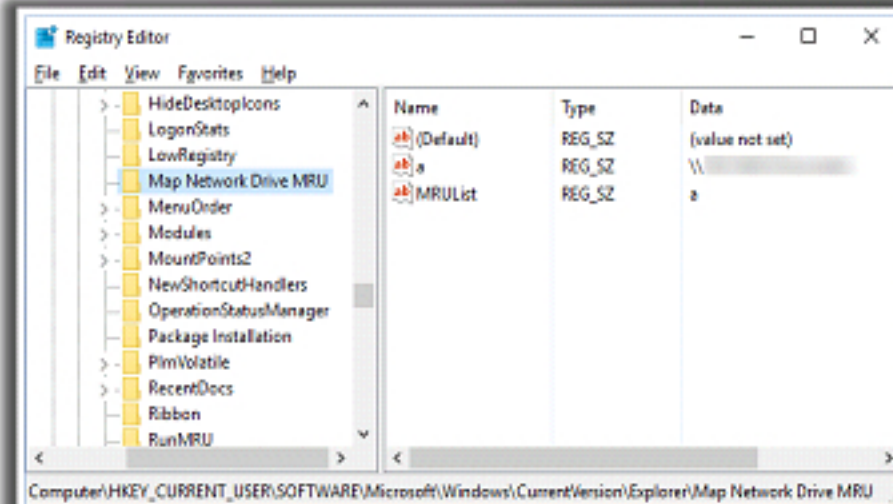 Registry Editor
File Edit View Favorites Help
HideDesktopIcons
LogonStats
LowRegistry
Map Network Drive MRU
MenuOrder
Modules
MountPoints2
NewShortcutHandlers
OperationStatusManager
Package Installation
PlmVolatile
RecentDocs
Ribbon
RunMRU
Name Type Data
(Default) REG_SZ (value not set)
a REG_SZ \\
MRUList REG_SZ a
Computer\HKEY_CURRENT_USER\SOFTWARE\Microsoft\Windows\CurrentVersion\Explorer\Map Network Drive MRU